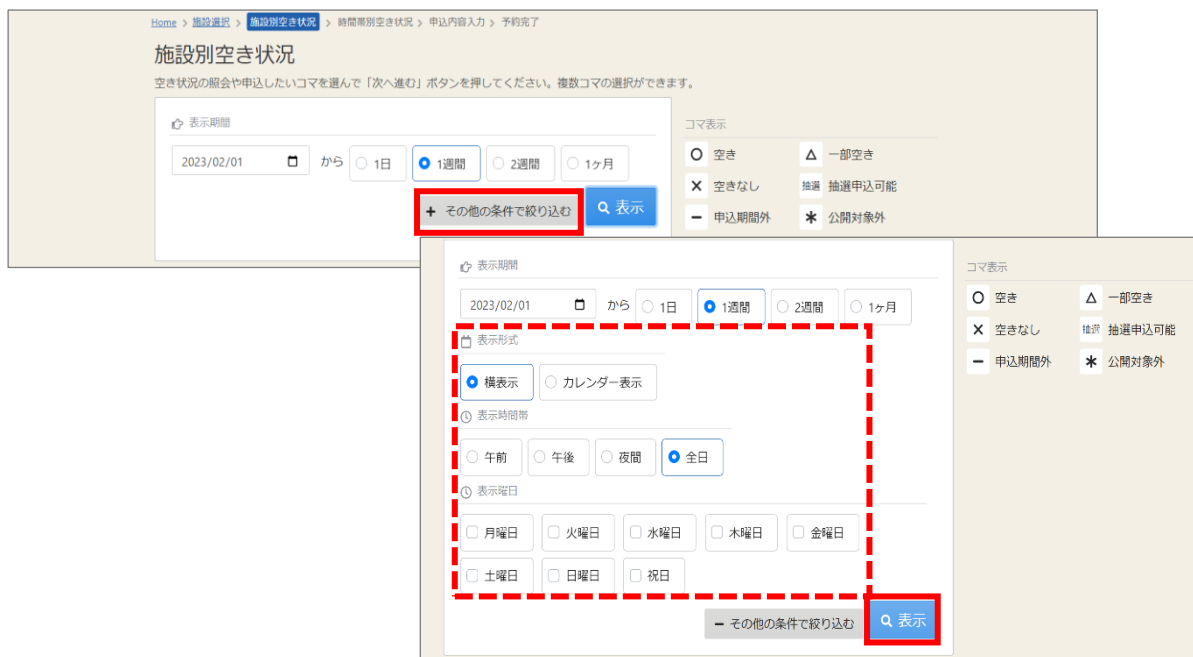 Home > 施設選択 > 施設別空き状況 > 時間帯別空き状況 > 申込内容入力 > 予約完了
施設別空き状況
空き状況の照会や申込したいコマを選んで「次へ進む」ボタンを押してください。複数コマの選択ができます。
表示期間
2023/02/01 から 1日 1週間 2週間 1ヶ月
+ その他の条件で絞り込む 表示
コマ表示
O 空き △ 一部空き
× 空きなし 抽選 抽選申込可能
− 申込期間外 * 公開対象外
表示期間
2023/02/01 から 1日 1週間 2週間 1ヶ月
表示形式
横表示 カレンダー表示
表示時間帯
午前 午後 夜間 全日
表示曜日
月曜日 火曜日 水曜日 木曜日 金曜日
土曜日 日曜日 祝日
− その他の条件で絞り込む 表示
コマ表示
O 空き △ 一部空き
× 空きなし 抽選 抽選申込可能
− 申込期間外 * 公開対象外